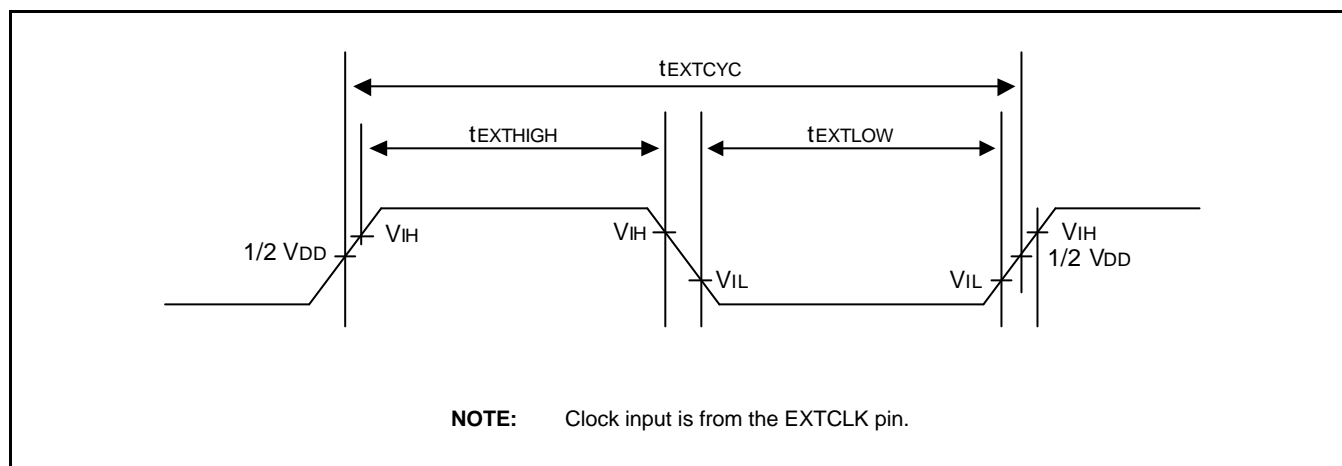 tEXTCYC
tEXTHIGH tEXTLOW
VIH VIH VIH
1/2 VDD 1/2 VDD
VIL VIL
NOTE: Clock input is from the EXTCLK pin.